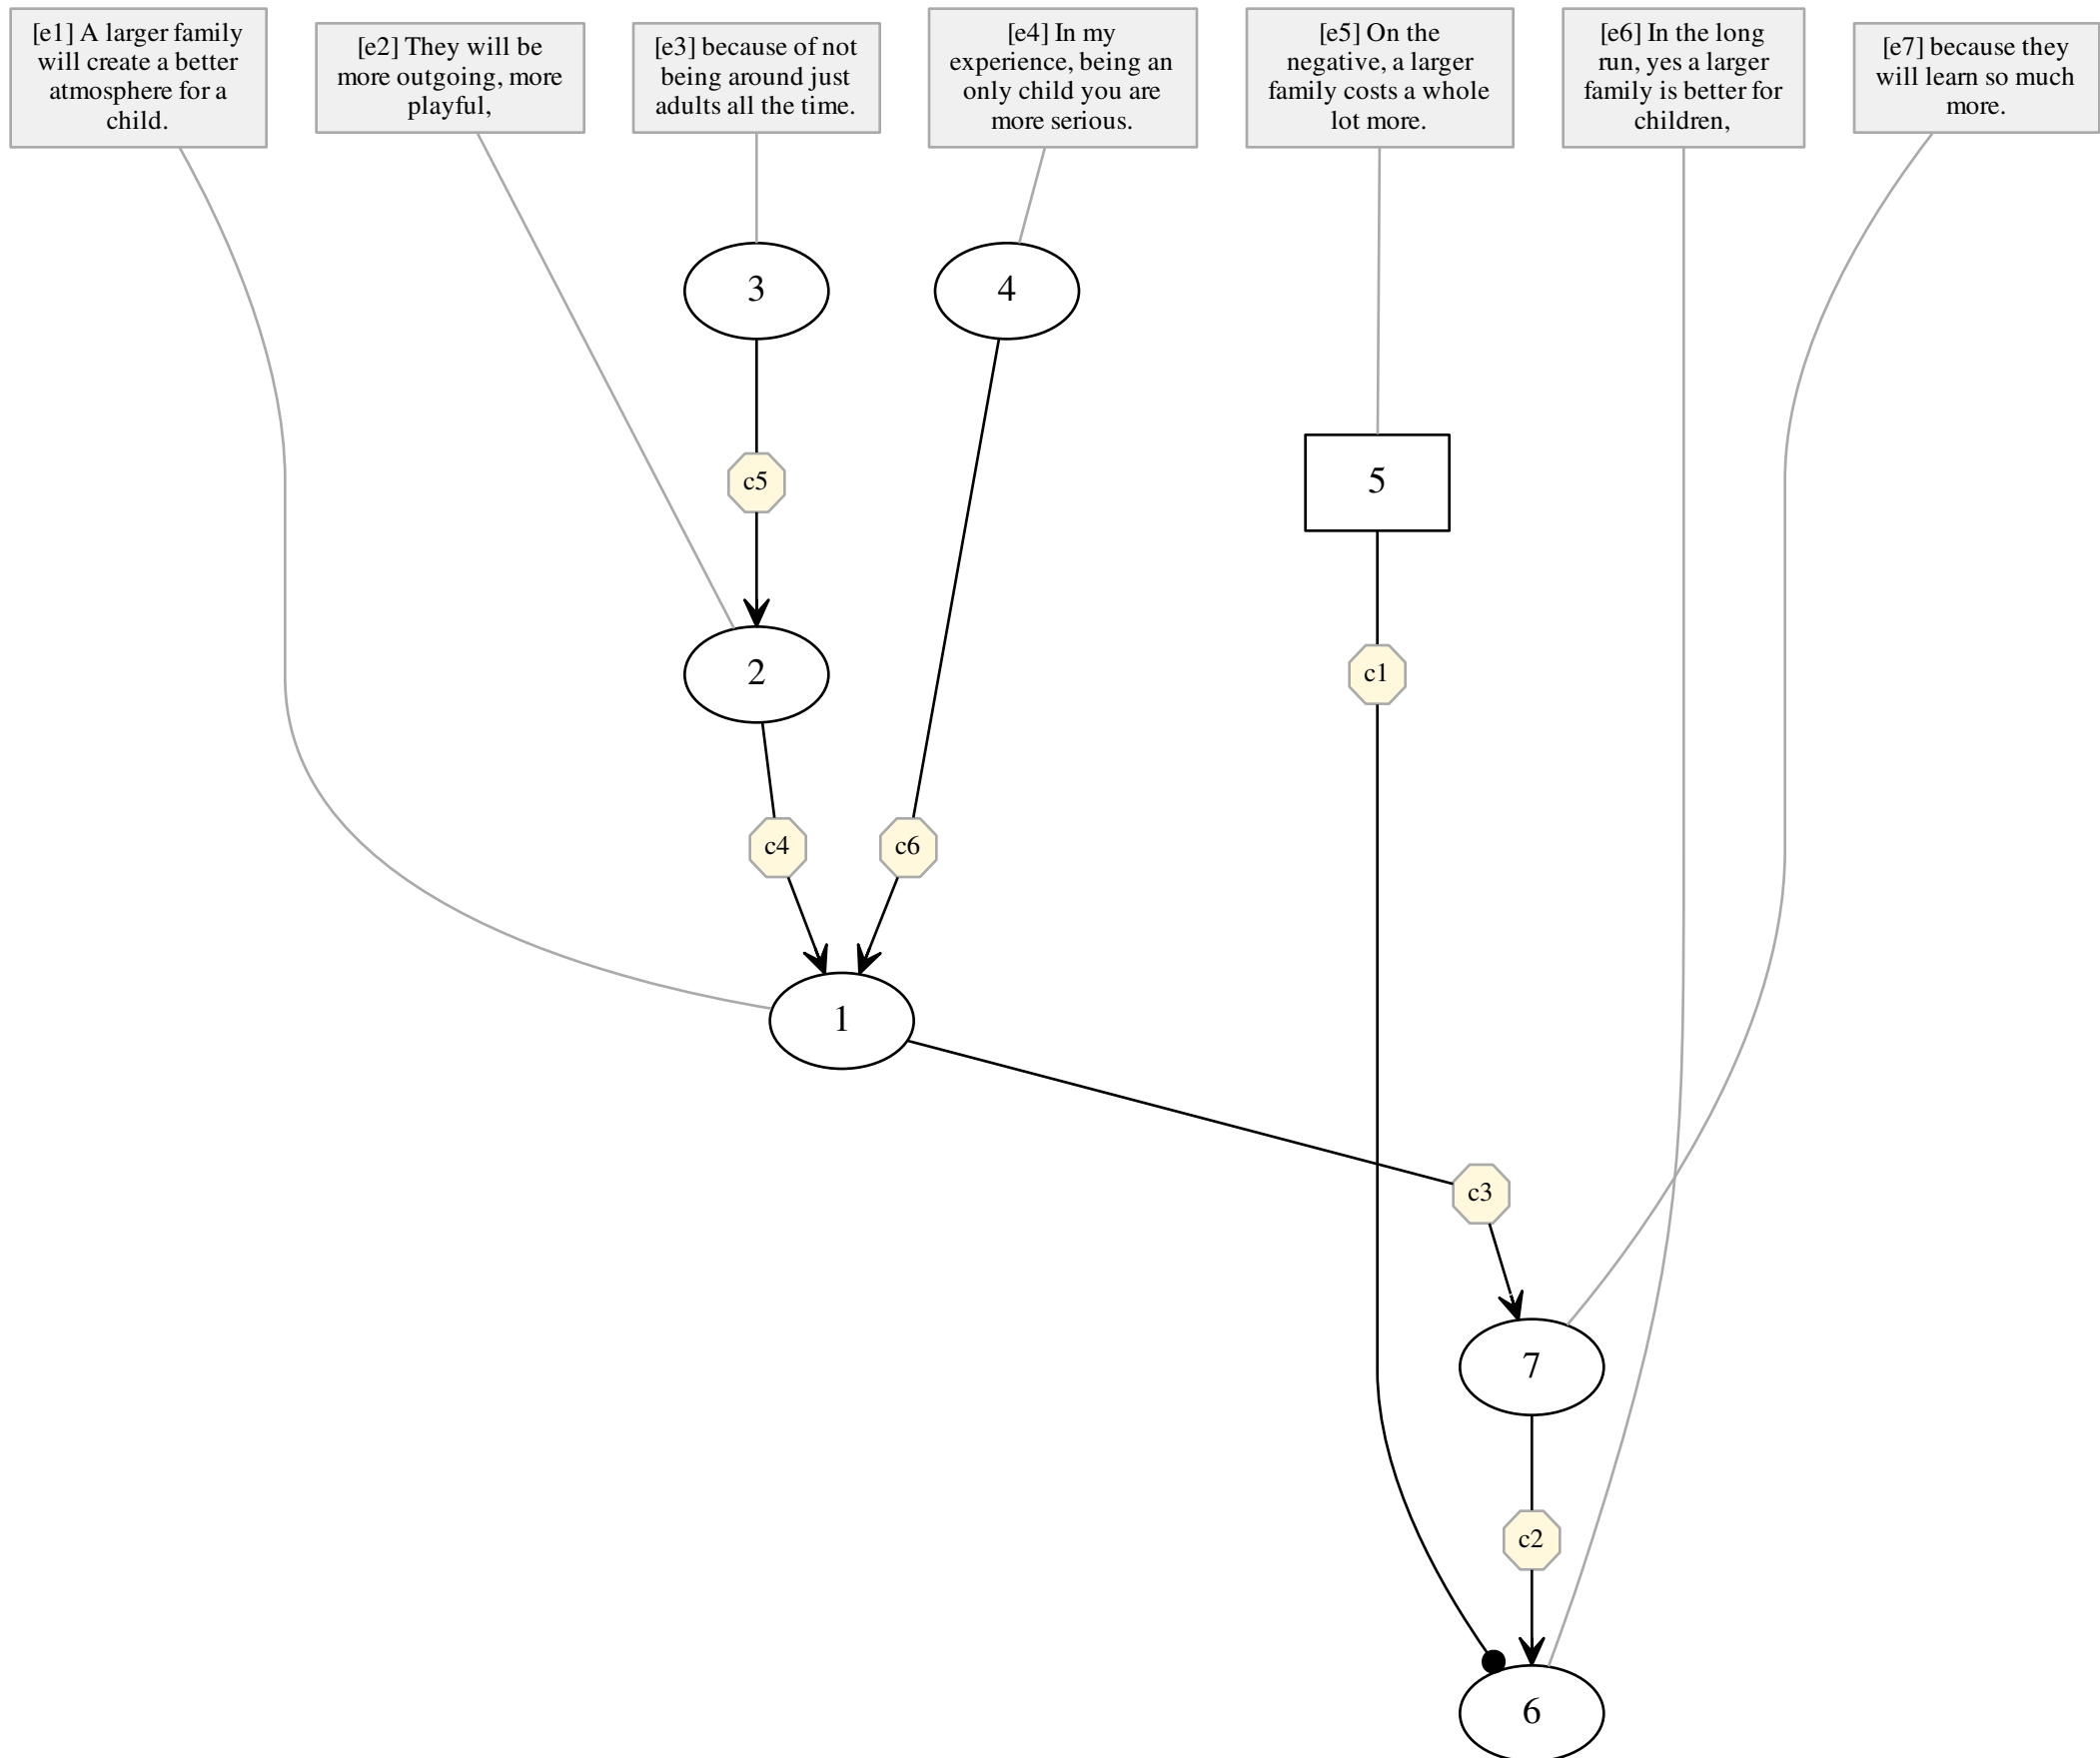 [e1] A larger family
will create a better
atmosphere for a
child.
[e2] They will be
more outgoing, more
playful,
[e3] because of not
being around just
adults all the time.
[e4] In my
experience, being an
only child you are
more serious.
[e5] On the
negative, a larger
family costs a whole
lot more.
[e6] In the long
run, yes a larger
family is better for
children,
[e7] because they
will learn so much
more.
3
4
c5
5
2
c1
c4
c6
1
c3
7
c2
6